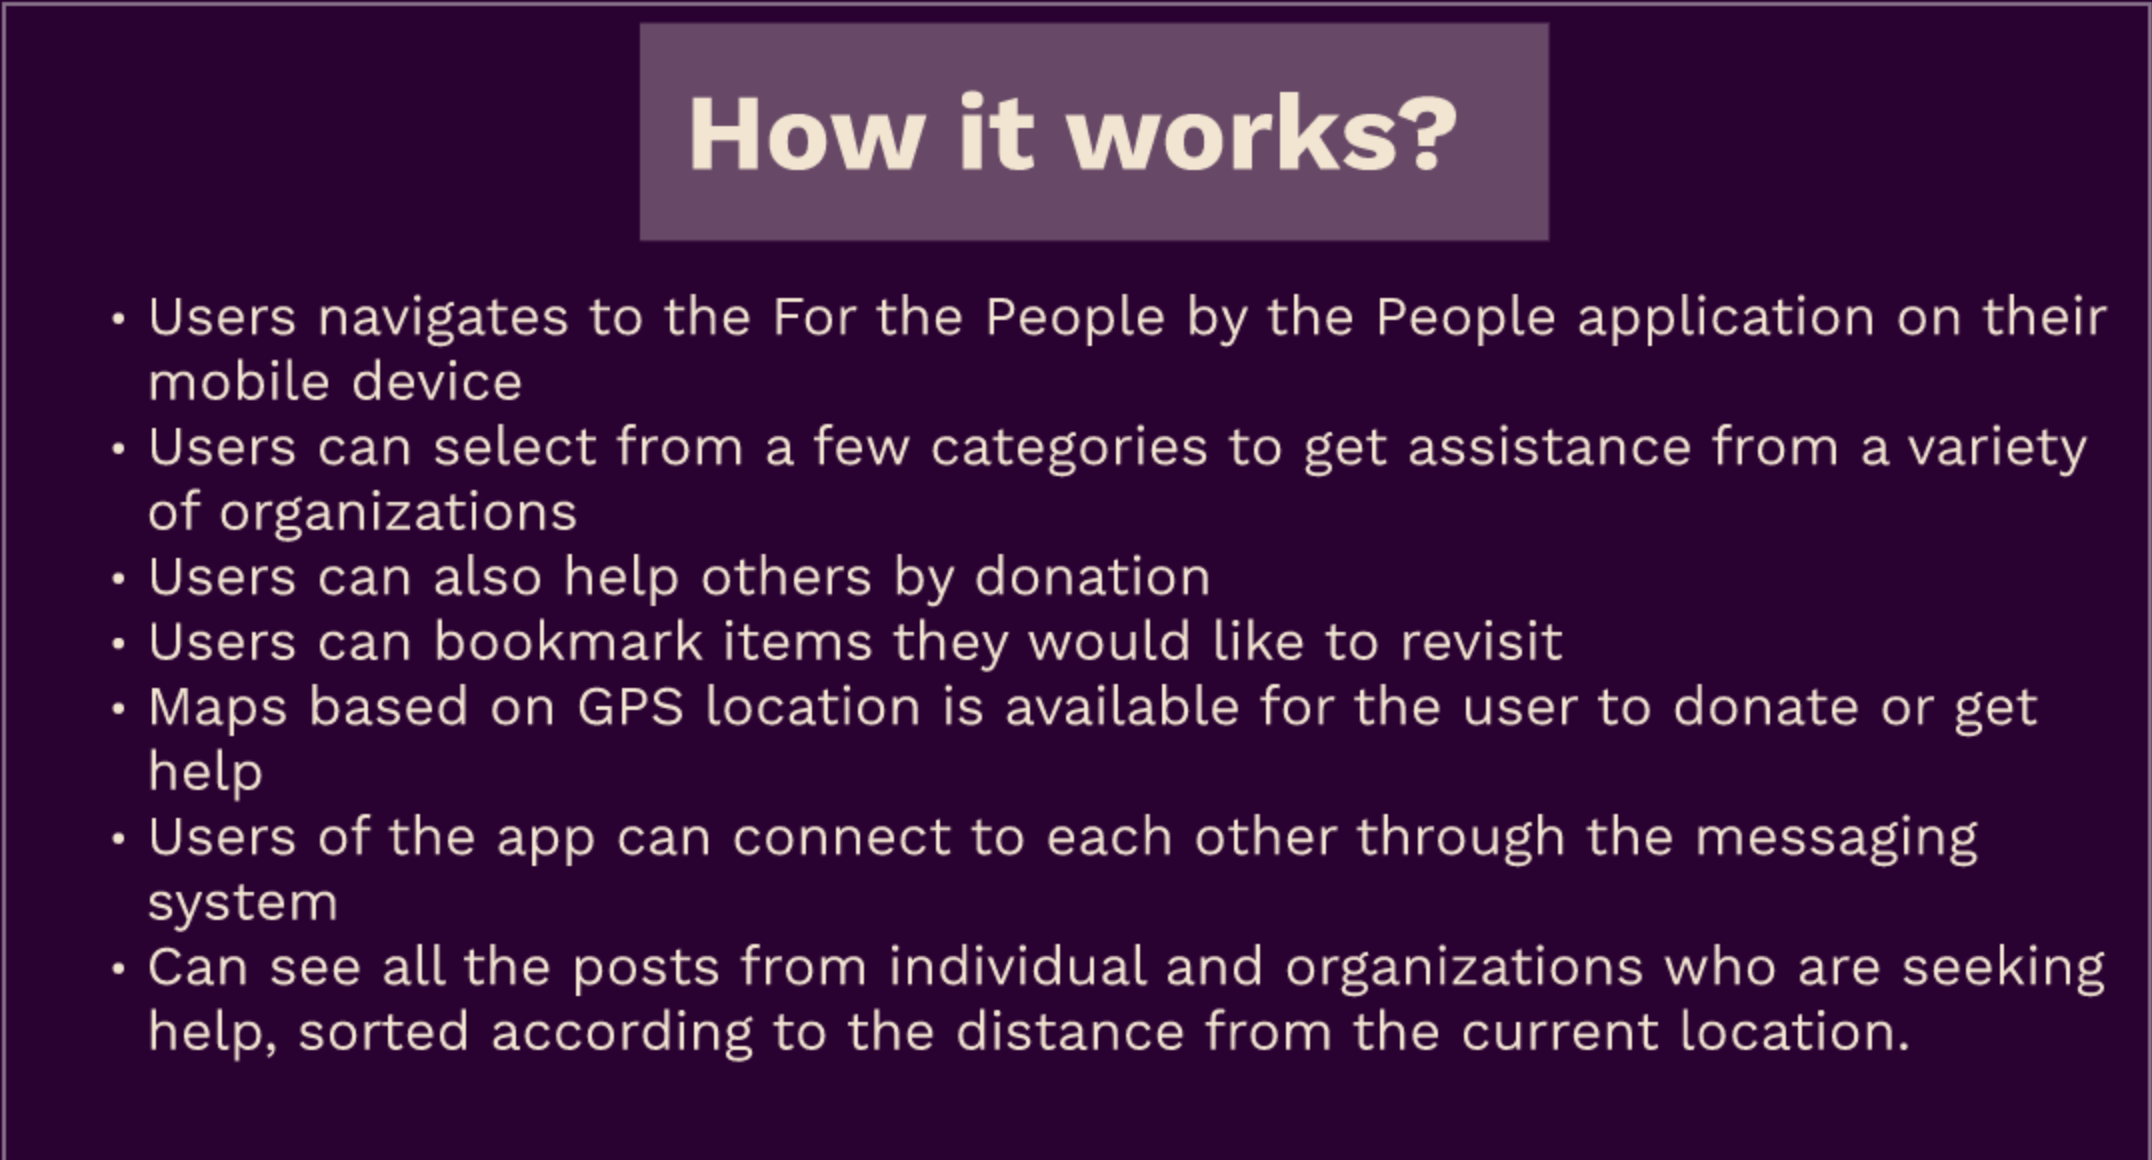 How it works?
• Users navigates to the For the People by the People application on their
mobile device
• Users can select from a few categories to get assistance from a variety
of organizations
• Users can also help others by donation
• Users can bookmark items they would like to revisit
• Maps based on GPS location is available for the user to donate or get
help
• Users of the app can connect to each other through the messaging
system
• Can see all the posts from individual and organizations who are seeking
help, sorted according to the distance from the current location.